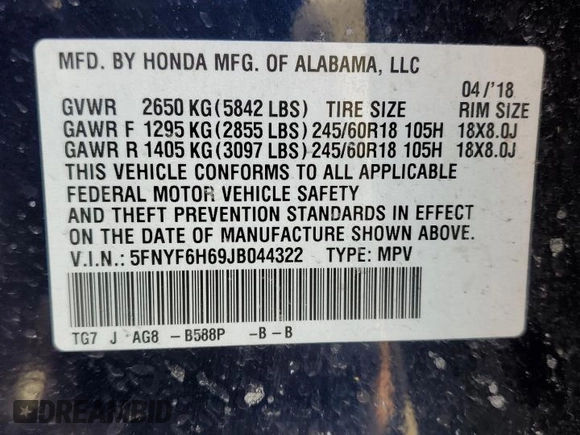 MFD. BY HONDA MFG. OF ALABAMA, LLC
04/'18
GVWR 2650 KG(5842 LBS) TIRE SIZE RIM SIZE
GAWR F 1295 KG(2855 LBS)245/60R18 105H 18X8.0J
GAWR R 1405 KG(3097 LBS)245/60R18 105H 18X8.0J
THIS VEHICLE CONFORMS TO ALL APPLICABLE
FEDERAL MOTOR VEHICLE SAFETY
AND THEFT PREVENTION STANDARDS IN EFFECT
ON THE DATE OF MANUFACTURE SHOWN ABOVE.
V.I.N.: 5FNYF6H69JB044322 TYPE: MPV
TG7 J AG8 -B588P -B-B
DREAMBID